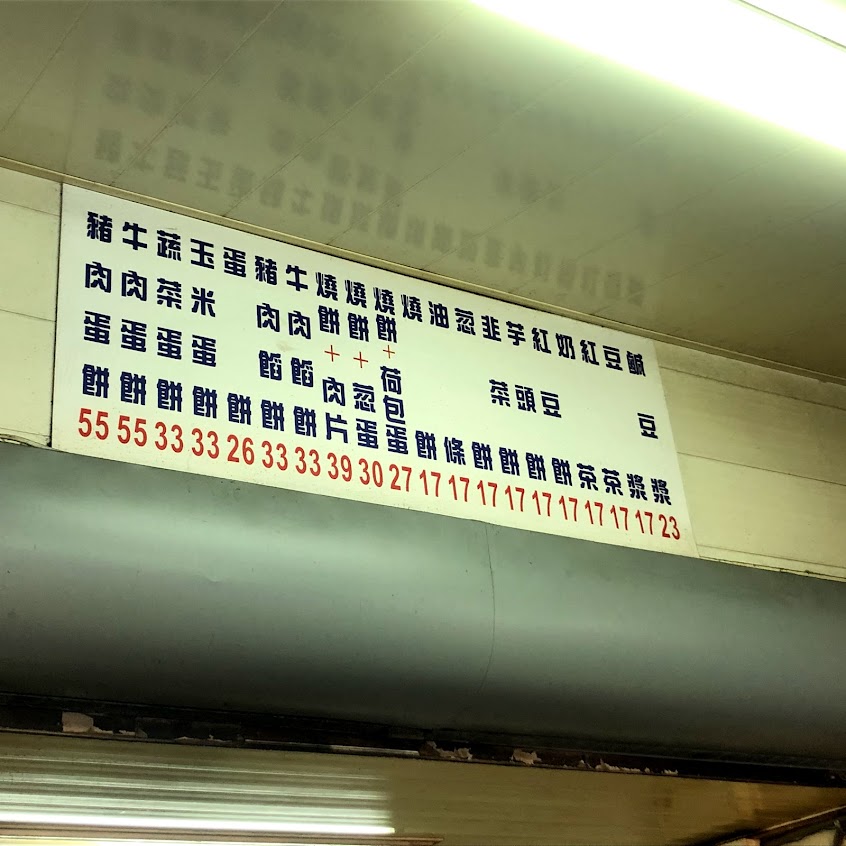 豬肉蛋餅55
牛肉蛋餅55
蔬菜蛋餅33
玉米蛋餅33
蛋餅26
豬肉餡餅33
牛肉餡餅33
燒餅+肉片39
燒餅+葱蛋30
燒餅+荷包蛋27
燒餅17
油條17
葱餅17
韭菜餅17
芋頭餅17
紅豆餅17
奶茶17
紅茶17
豆漿17
鹹豆漿23